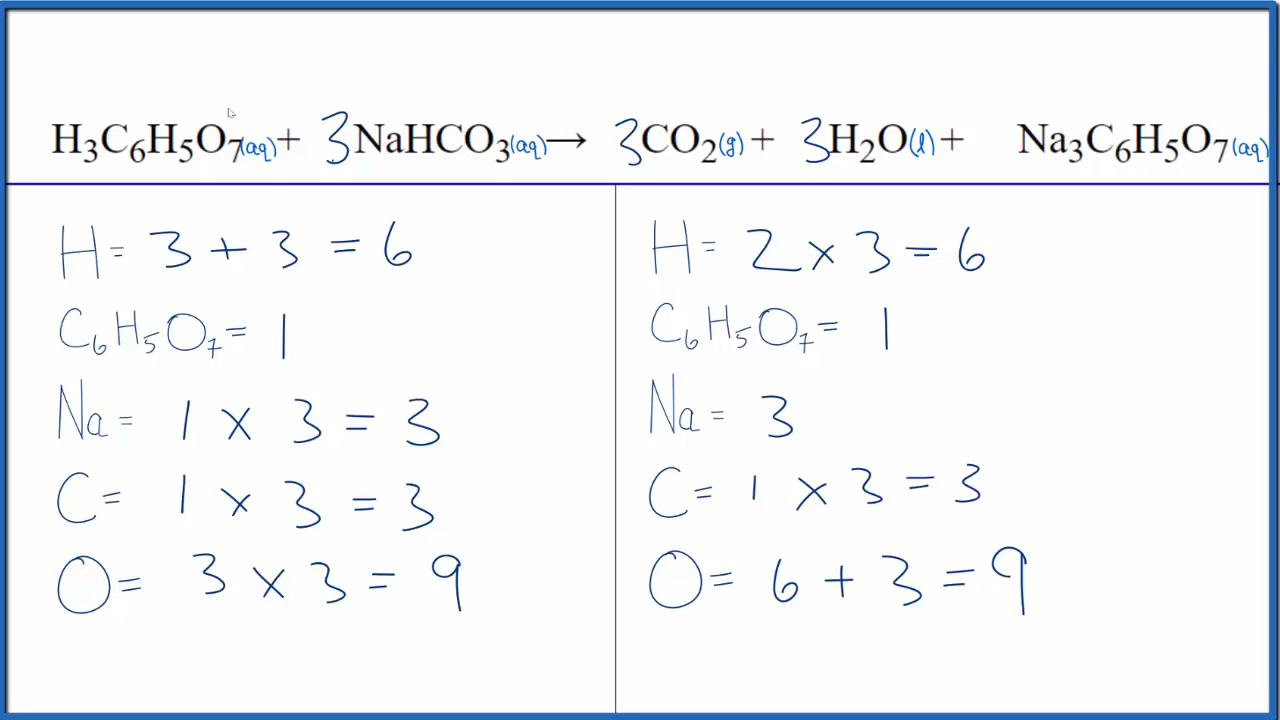 H₃C₆H₅O₇(aq) + 3NaHCO₃(aq) → 3CO₂(g) + 3H₂O(l) + Na₃C₆H₅O₇(aq)
H = 3 + 3 = 6
C₆H₅O₇ = 1
Na = 1 × 3 = 3
C = 1 × 3 = 3
O = 3 × 3 = 9
H = 2 × 3 = 6
C₆H₅O₇ = 1
Na = 3
C = 1 × 3 = 3
O = 6 + 3 = 9